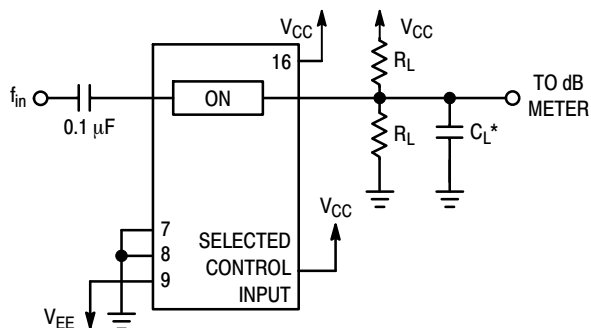 V_CC
V_CC
16
R_L
f_in
ON
TO dB
METER
0.1 μF
R_L
C_L*
V_CC
7
8
9
SELECTED
CONTROL
INPUT
V_EE